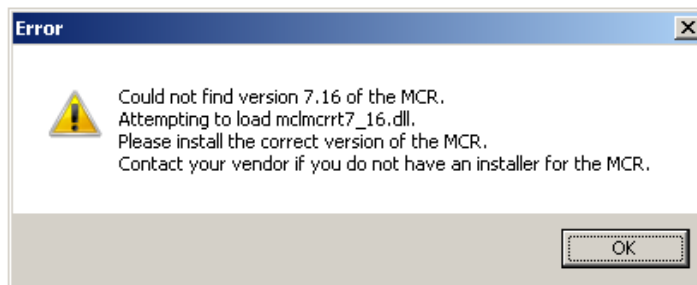 Error
Could not find version 7.16 of the MCR.
Attempting to load mclmcrrt7_16.dll.
Please install the correct version of the MCR.
Contact your vendor if you do not have an installer for the MCR.
OK